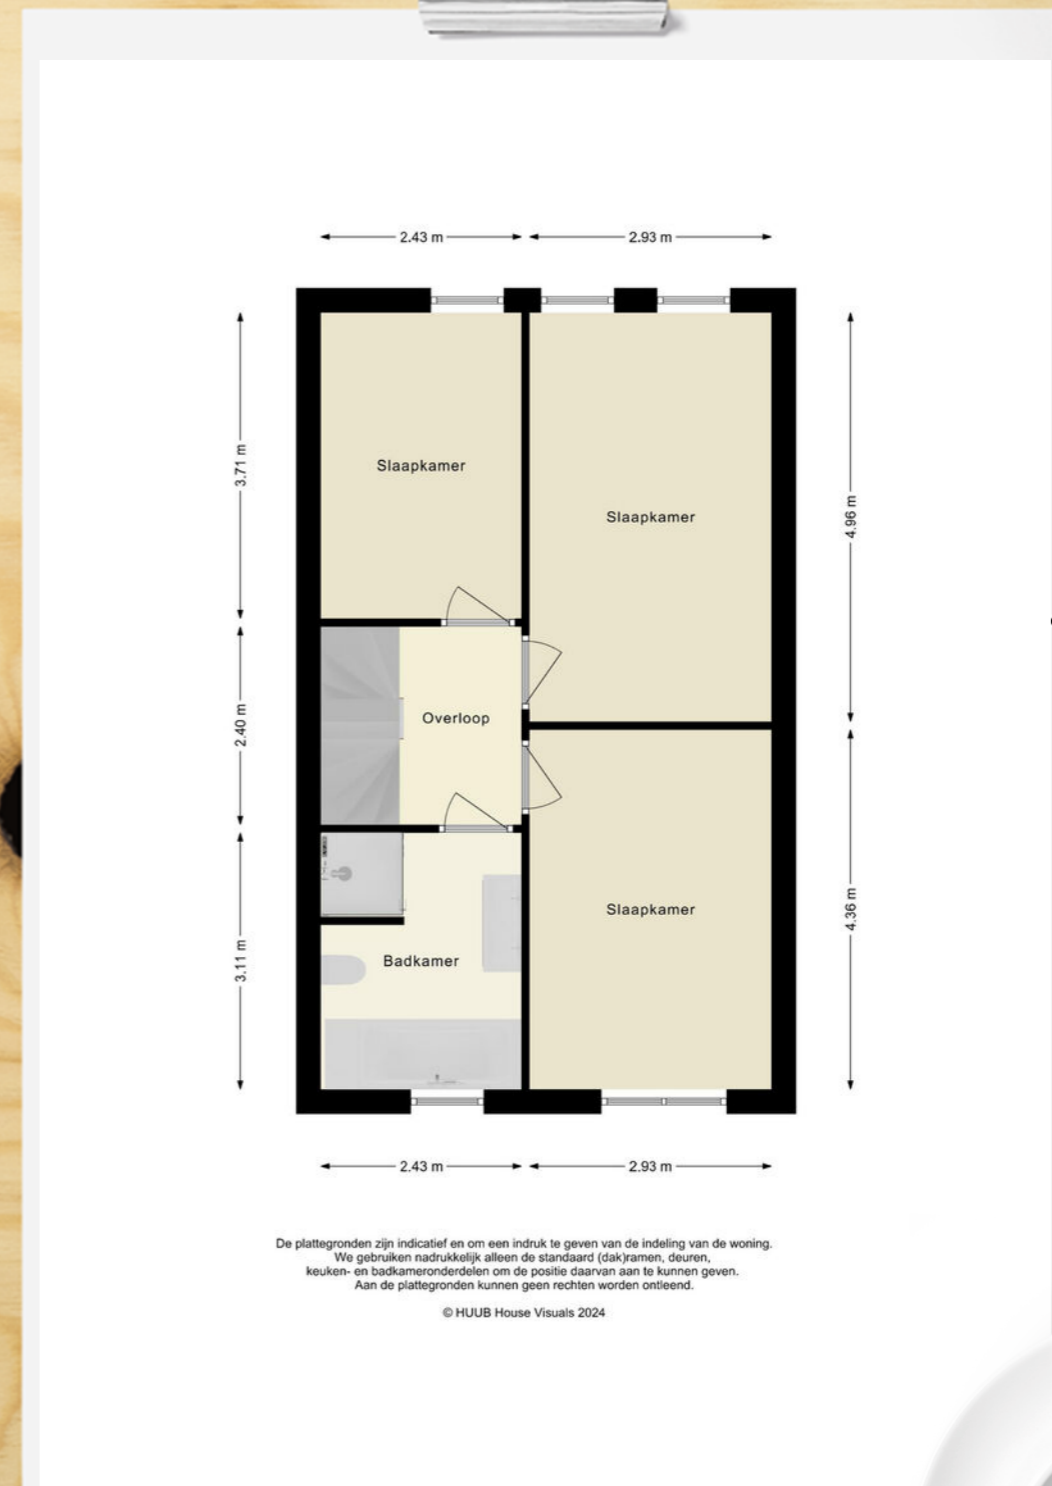 2.43 m
2.93 m
3.71 m
Slaapkamer
Slaapkamer
4.96 m
2.40 m
Overloop
3.11 m
Badkamer
Slaapkamer
4.36 m
2.43 m
2.93 m
De plattegronden zijn indicatief en om een indruk te geven van de indeling van de woning.
We gebruiken nadrukkelijk alleen de standaard (dak)ramen, deuren,
keuken- en badkameronderdelen om de positie daarvan aan te kunnen geven.
Aan de plattegronden kunnen geen rechten worden ontleend.
© HUUB House Visuals 2024